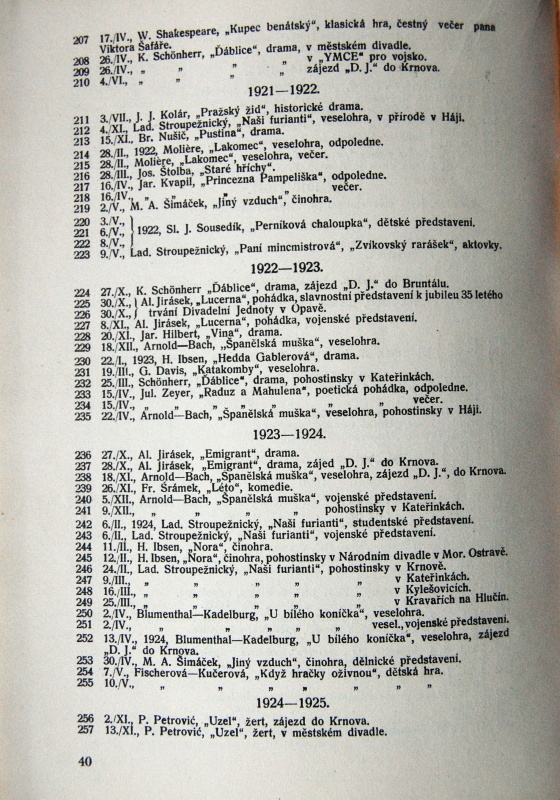 207 17./IV., W. Shakespeare, „Kupec benátský“, klasická hra, čestný večer pana
Viktora Šafáře.
208 26./IV., K. Schönherr, „Ďáblice“, drama, v městském divadle.
209 26./IV., „ „ „ „ v „YMCE“ pro vojsko.
210 4./VI., „ „ „ „ zájezd „D. J.“ do Krnova.
1921—1922.
211 3./VII., J. J. Kolár, „Pražský žid“, historické drama.
212 4./XI., Lad. Stroupežnický, „Naši furianti“, veselohra, v přírodě v Háji.
213 15./XI., Br. Nušič, „Pustina“, drama.
214 28./II., 1922, Molière, „Lakomec“, veselohra, odpoledne.
215 28./II., Molière, „Lakomec“, veselohra, večer.
216 28./III., Jos. Štolba, „Staré hříchy“.
217 16./IV., Jar. Kvapil, „Princezna Pampeliška“, odpoledne.
218 16./IV., „ „ „ „ večer.
219 2./V., M. A. Šimáček, „Jiný vzduch“, činohra.
220 3./V.,
221 6./V., 1922, Sl. J. Sousedík, „Perníková chaloupka“, dětské představení.
222 8./V.,
223 9./V., Lad. Stroupežnický, „Paní mincmistrová“, „Zvíkovský rarášek“, aktovky.
1922—1923.
224 27./X., K. Schönherr, „Ďáblice“, drama, zájezd „D. J.“ do Bruntálu.
225 30./X., Al. Jirásek, „Lucerna“, pohádka, slavnostní představení k jubileu 35 letého
226 30./X., trvání Divadelní Jednoty v Opavě.
227 8./XI., Al. Jirásek, „Lucerna“, pohádka, vojenské představení.
228 20./XI., Jar. Hilbert, „Vina“, drama.
229 18./XII., Arnold—Bach, „Španělská muška“, veselohra.
230 22./I., 1923, H. Ibsen, „Hedda Gablerová“, drama.
231 19./III., G. Davis, „Katakomby“, veselohra.
232 25./III., Schönherr, „Ďáblice“, drama, pohostinsky v Kateřinkách.
233 15./IV., Jul. Zeyer, „Raduz a Mahulena“, poetická pohádka, odpoledne.
234 15./IV., „ „ „ „ „ večer.
235 22./IV., Arnold—Bach, „Španělská muška“, veselohra, pohostinsky v Háji.
1923—1924.
236 27./X., Al. Jirásek, „Emigrant“, drama.
237 28./X., Al. Jirásek, „Emigrant“, drama, zájed „D. J.“ do Krnova.
238 18./XI., Arnold—Bach, „Španělská muška“, veselohra, zájezd „D. J.“, do Krnova.
239 26./XI., Fr. Šrámek, „Léto“, komedie.
240 5./XII., Arnold—Bach, „Španělská muška“, vojenské představení.
241 9./XII., „ „ „ „ pohostinsky v Kateřinkách.
242 6./II., 1924, Lad. Stroupežnický, „Naši furianti“, studentské představení.
243 6./II., Lad. Stroupežnický, „Naši furianti“, vojenské představení.
244 11./II., H. Ibsen, „Nora“, činohra.
245 12./II., H. Ibsen, „Nora“, činohra, pohostinsky v Národním divadle v Mor. Ostravě.
246 24./II., Lad. Stroupežnický, „Naši furianti“, pohostinsky v Krnově.
247 9./III., „ „ „ „ v Kateřinkách.
248 16./III., „ „ „ „ v Kylešovicích.
249 25./III., „ „ „ „ v Kravařích na Hlučín.
250 2./IV., Blumenthal—Kadelburg, „U bílého koníčka“, veselohra.
251 2./IV., „ „ „ „ vesel., vojenské představení.
252 13./IV., 1924, Blumenthal—Kadelburg, „U bílého koníčka“, veselohra, zájezd
„D. J.“ do Krnova.
253 30./IV., M. A. Šimáček, „Jiný vzduch“, činohra, dělnické představení.
254 7./V., Fischerová—Kučerová, „Když hračky oživnou“, dětská hra.
255 10./V., „ „ „ „ „ „ „
1924—1925.
256 2./XI., P. Petrović, „Uzel“, žert, zájezd do Krnova.
257 13./XI., P. Petrović, „Uzel“, žert, v městském divadle.
40